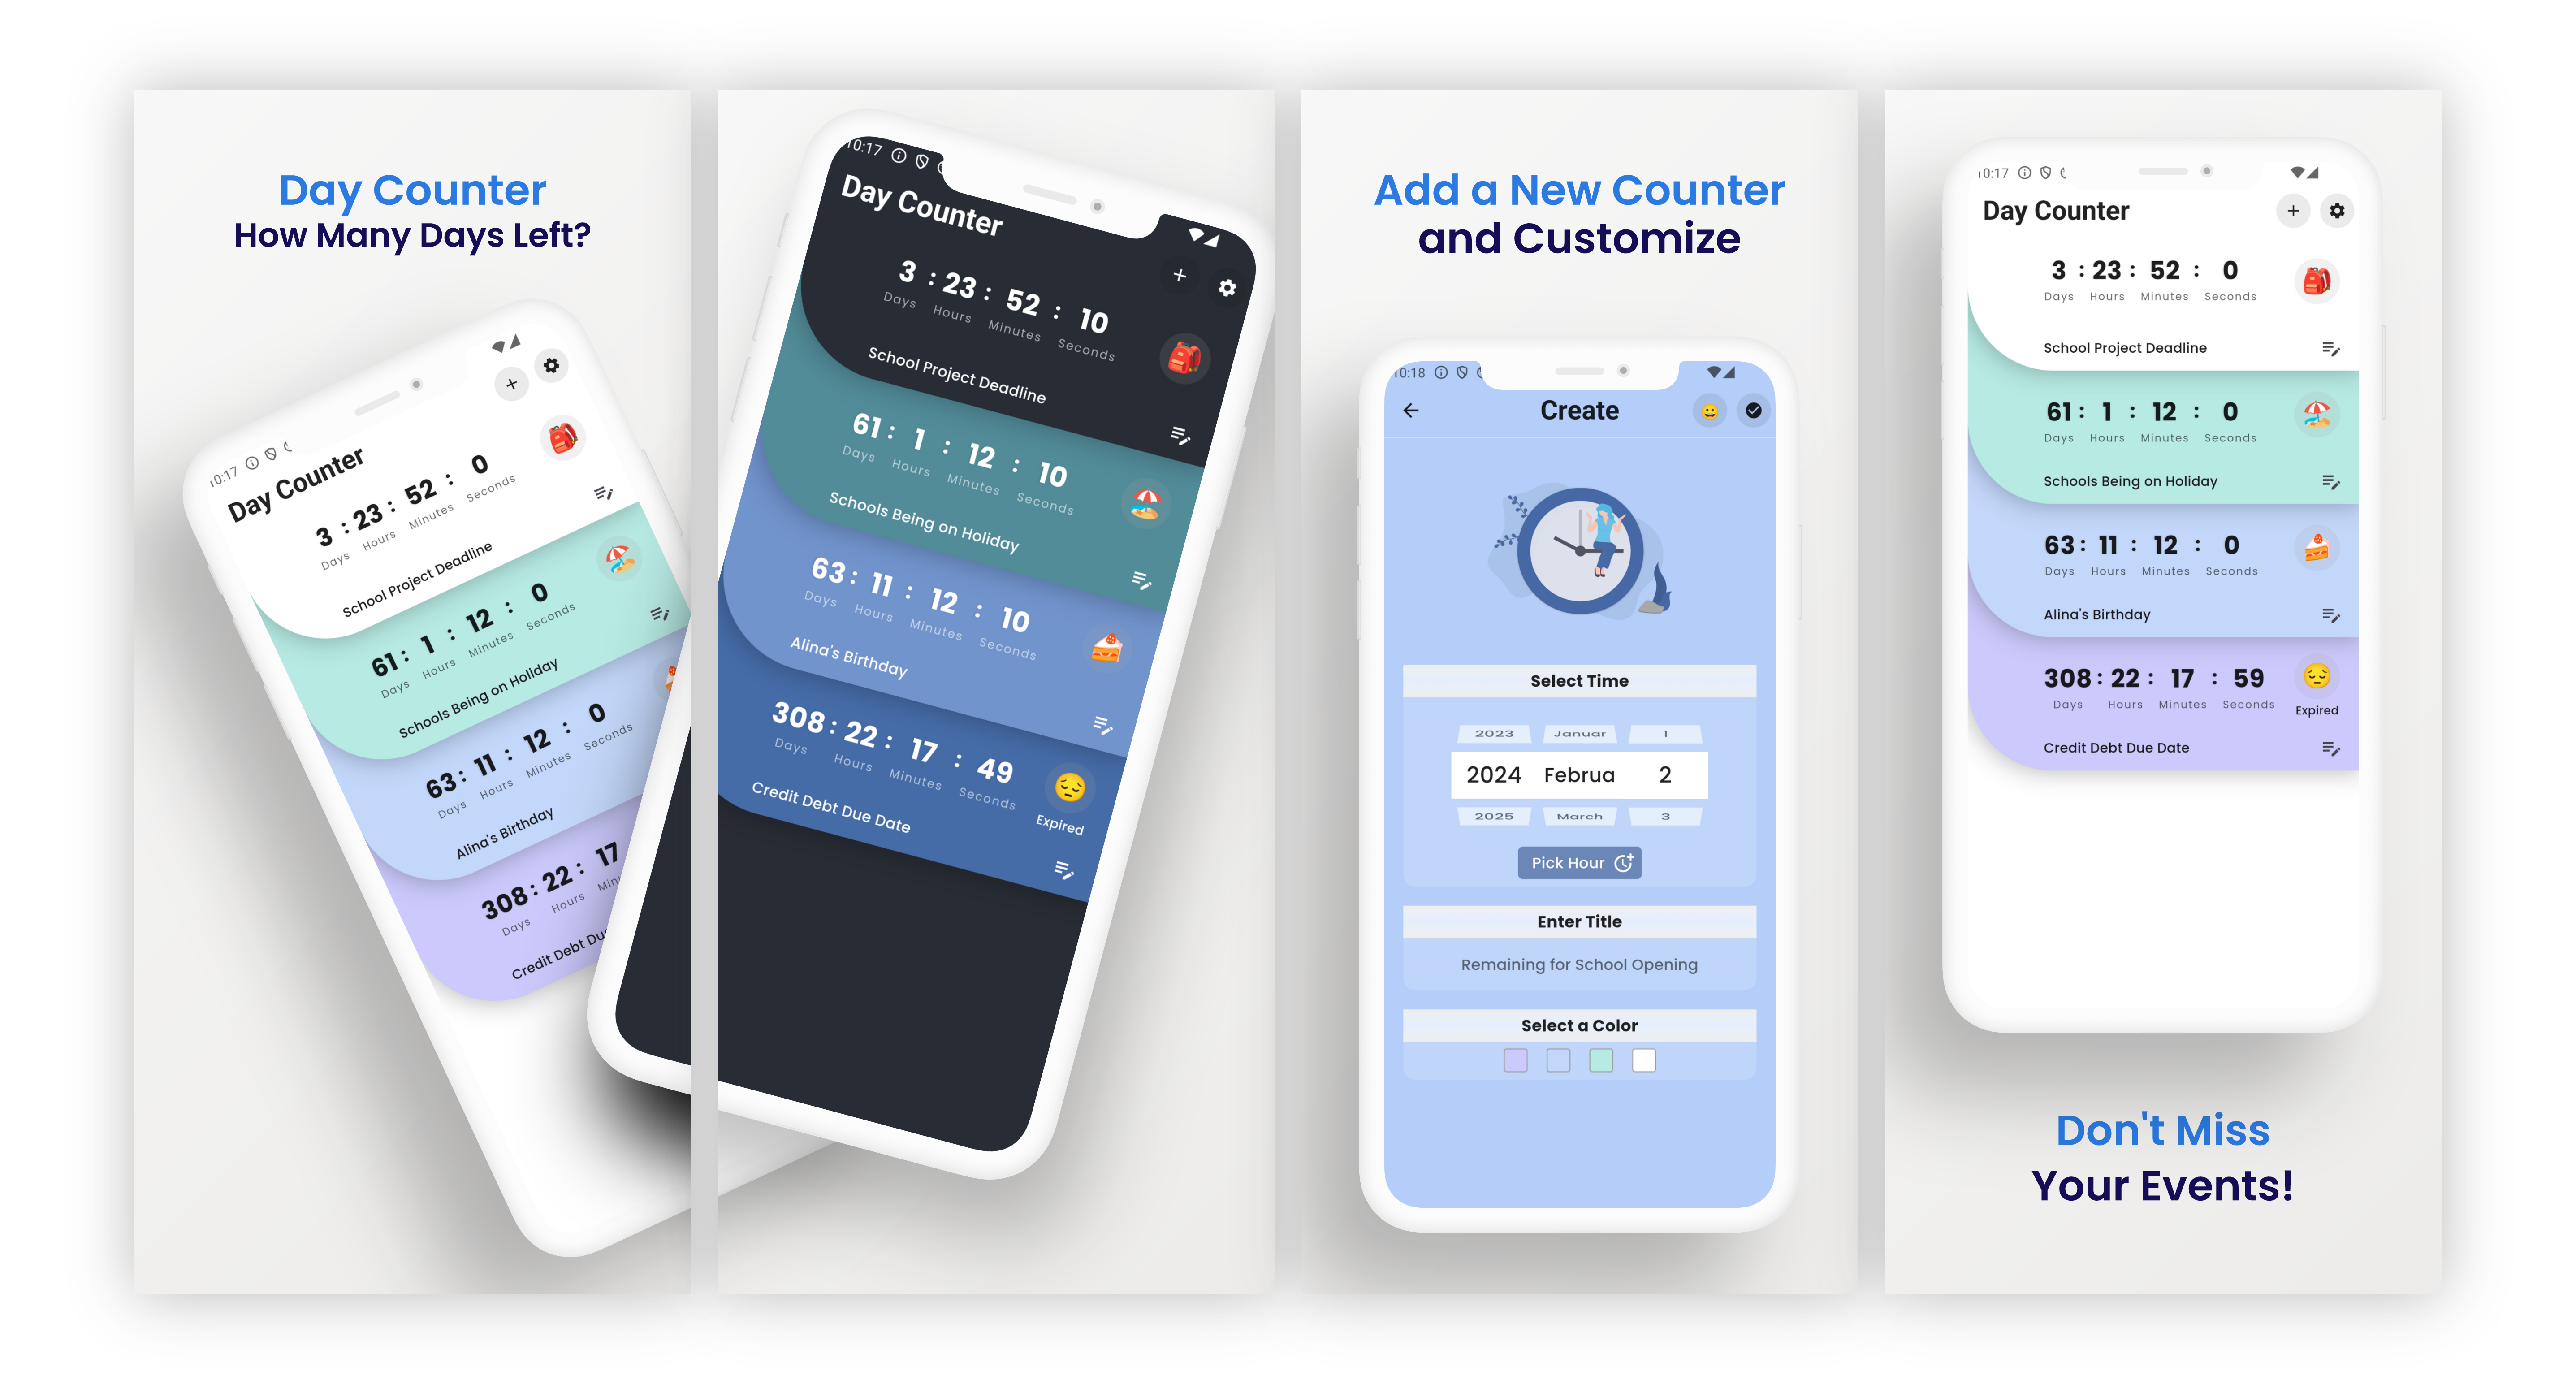 Day Counter
How Many Days Left?
10:17
Day Counter
3 : 23 : 52 : 0
Days Hours Minutes Seconds
School Project Deadline
61 : 1 : 12 : 0
Days Hours Minutes Seconds
Schools Being on Holiday
63 : 11 : 12 : 0
Days Hours Minutes Seconds
Alina's Birthday
308 : 22 : 17
Days Hours
Credit Debt
10:17
Day Counter
3 : 23 : 52 : 10
Days Hours Minutes Seconds
School Project Deadline
61 : 1 : 12 : 10
Days Hours Minutes Seconds
Schools Being on Holiday
63 : 11 : 12 : 10
Days Hours Minutes Seconds
Alina's Birthday
308 : 22 : 17 : 49
Days Hours Minutes Seconds
Expired
Credit Debt Due Date
Add a New Counter
and Customize
10:18
Create
Select Time
2023 Januar 1
2024 Februa 2
2025 March 3
Pick Hour
Enter Title
Remaining for School Opening
Select a Color
10:17
Day Counter
3 : 23 : 52 : 0
Days Hours Minutes Seconds
School Project Deadline
61 : 1 : 12 : 0
Days Hours Minutes Seconds
Schools Being on Holiday
63 : 11 : 12 : 0
Days Hours Minutes Seconds
Alina's Birthday
308 : 22 : 17 : 59
Days Hours Minutes Seconds
Expired
Credit Debt Due Date
Don't Miss
Your Events!